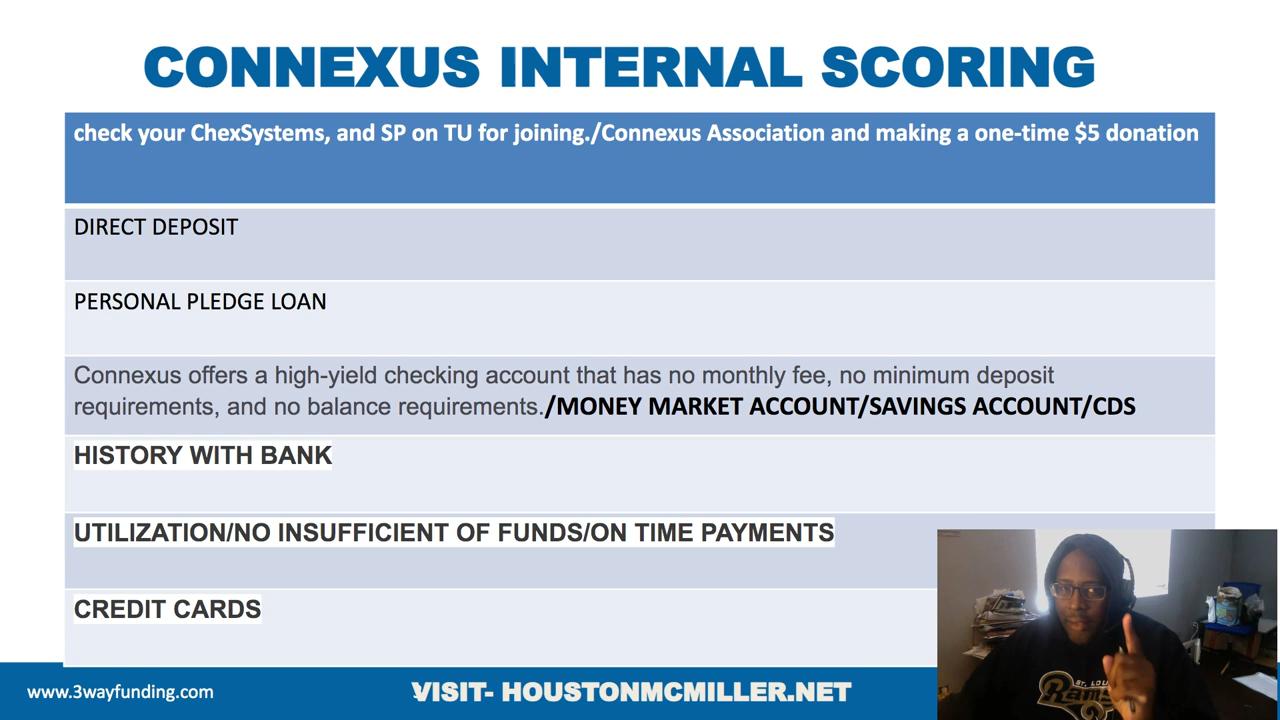 CONNEXUS INTERNAL SCORING
check your ChexSystems, and SP on TU for joining./Connexus Association and making a one-time $5 donation
DIRECT DEPOSIT
PERSONAL PLEDGE LOAN
Connexus offers a high-yield checking account that has no monthly fee, no minimum deposit
requirements, and no balance requirements./MONEY MARKET ACCOUNT/SAVINGS ACCOUNT/CDS
HISTORY WITH BANK
UTILIZATION/NO INSUFFICIENT OF FUNDS/ON TIME PAYMENTS
CREDIT CARDS
ST. LOU
Rams
www.3wayfunding.com
VISIT- HOUSTONMCMILLER.NET